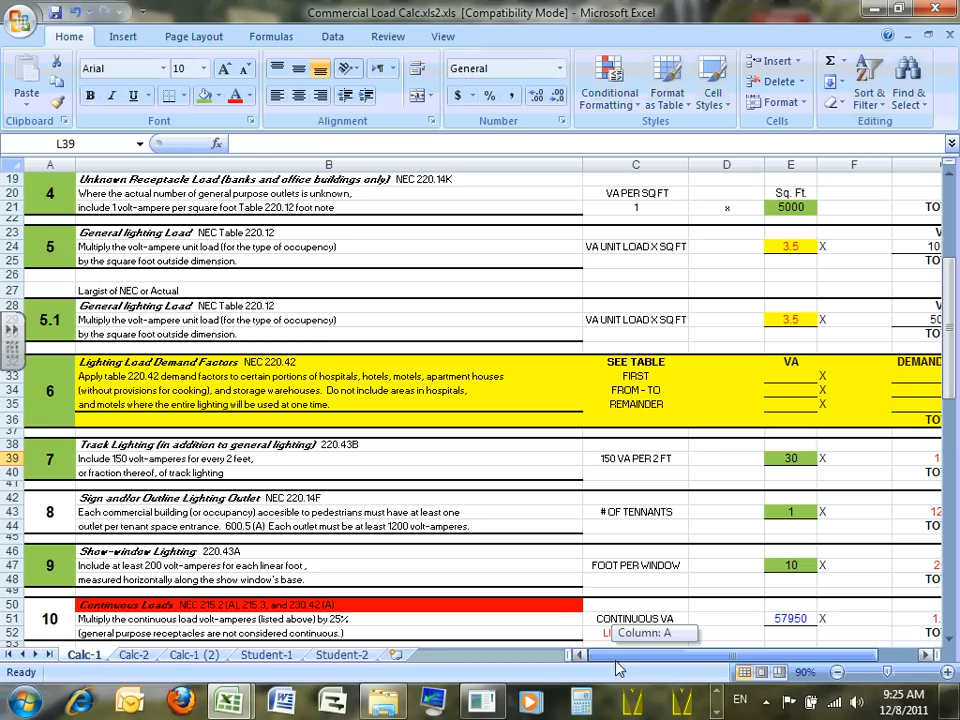 Commercial Load Calc.xls2.xls [Compatibility Mode] - Microsoft Excel
Home Insert Page Layout Formulas Data Review View
Paste
Clipboard
Arial 10
B I U
Font
Alignment
General
$ % ,
Number
Conditional Formatting
Format as Table
Cell Styles
Styles
Insert
Delete
Format
Cells
Sort & Filter
Find & Select
Editing
L39 fx
A B C D E F
19 Unknown Receptacle Load (banks and office buildings only) NEC 220.14K
20 4 Where the actual number of general purpose outlets is unknown, VA PER SQ FT Sq. Ft.
21 include 1 volt-ampere per square foot Table 220.12 foot note 1 x 5000 TO
22
23 General lighting Load NEC Table 220.12 V
24 5 Multiply the volt-ampere unit load (for the type of occupency) VA UNIT LOAD X SQ FT 3.5 X 10
25 by the square foot outside dimension. TO
26
27 Largist of NEC or Actual
28 General lighting Load NEC Table 220.12 V
29 5.1 Multiply the volt-ampere unit load (for the type of occupency) VA UNIT LOAD X SQ FT 3.5 X 50
by the square foot outside dimension. TO
32 Lighting Load Demand Factors NEC 220.42 SEE TABLE VA DEMAND
33 Apply table 220.42 demand factors to certain portions of hospitals, hotels, motels, apartment houses FIRST X
34 6 (without provisions for cooking), and storage warehouses. Do not include areas in hospitals, FROM - TO X
35 and motels where the entire lighting will be used at one time. REMAINDER X
36 TO
37
38 Track Lighting (in addition to general lighting) 220.43B
39 7 Include 150 volt-amperes for every 2 feet, 150 VA PER 2 FT 30 X 1
40 or fraction thereof, of track lighting TO
41
42 Sign and/or Outline Lighting Outlet NEC 220.14F
43 8 Each commercial building (or occupancy) accesible to pedestrians must have at least one # OF TENNANTS 1 X 12
44 outlet per tenant space entrance. 600.5 (A) Each outlet must be at least 1200 volt-amperes. TO
45
46 Show-window Lighting 220.43A
47 9 Include at least 200 volt-amperes for each linear foot , FOOT PER WINDOW 10 X 2
48 measured horizontally along the show window's base. TO
49
50 Continuous Loads NEC 215.2 (A), 215.3, and 230.42 (A)
51 10 Multiply the continuous load volt-amperes (listed above) by 25% CONTINUOUS VA 57950 X 1.
52 (general purpose receptacles are not considered continuous.) LI TO
53
Column: A
Calc-1 Calc-2 Calc-1 (2) Student-1 Student-2
Ready 90%
EN 9:25 AM
12/8/2011